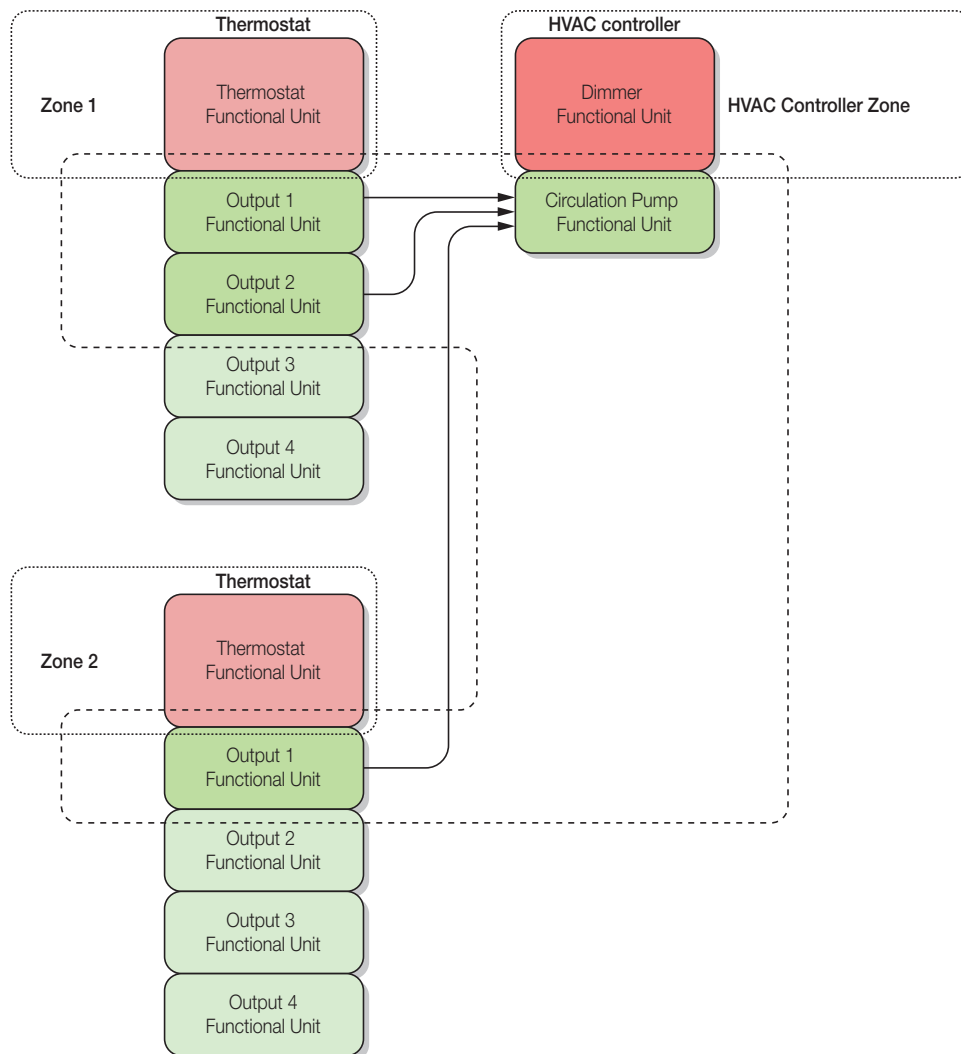 Thermostat
Zone 1
Thermostat
Functional Unit
Output 1
Functional Unit
Output 2
Functional Unit
Output 3
Functional Unit
Output 4
Functional Unit
HVAC controller
Dimmer
Functional Unit
HVAC Controller Zone
Circulation Pump
Functional Unit
Thermostat
Zone 2
Thermostat
Functional Unit
Output 1
Functional Unit
Output 2
Functional Unit
Output 3
Functional Unit
Output 4
Functional Unit